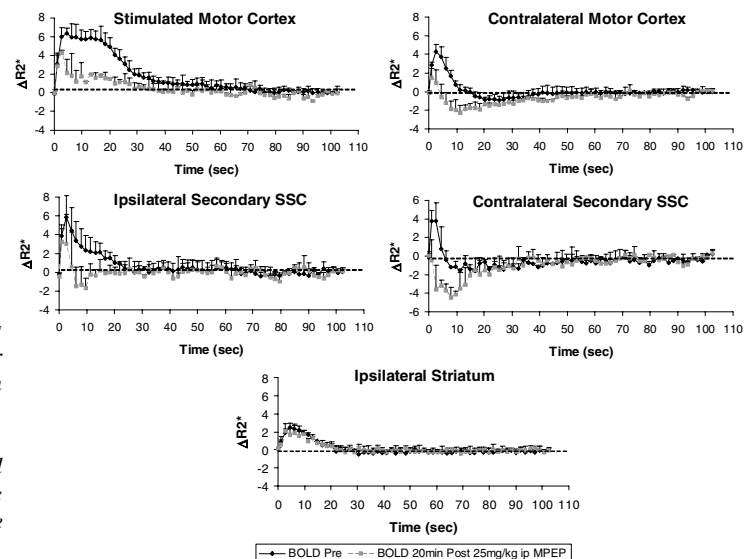 Stimulated Motor Cortex
8
6
4
2
0
-2
-4
ΔR2*
0 10 20 30 40 50 60 70 80 90 100 110
Time (sec)
Contralateral Motor Cortex
8
6
4
2
0
-2
-4
ΔR2*
0 10 20 30 40 50 60 70 80 90 100 110
Time (sec)
Ipsilateral Secondary SSC
8
6
4
2
0
-2
-4
ΔR2*
0 10 20 30 40 50 60 70 80 90 100 110
Time (sec)
Contralateral Secondary SSC
6
4
2
0
-2
-4
-6
ΔR2*
0 10 20 30 40 50 60 70 80 90 100 110
Time (sec)
Ipsilateral Striatum
8
6
4
2
0
-2
-4
ΔR2*
0 10 20 30 40 50 60 70 80 90 100 110
Time (sec)
BOLD Pre BOLD 20min Post 25mg/kg ip MPEP